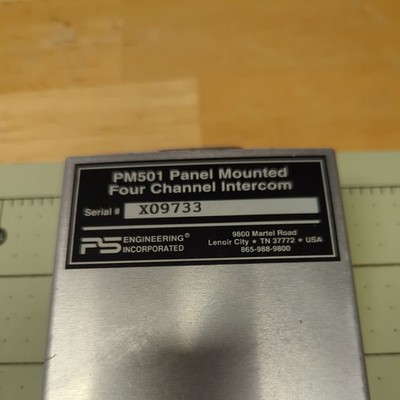 PM501 Panel Mounted
Four Channel Intercom
Serial # X09733
PS ENGINEERING®
INCORPORATED
9800 Martel Road
Lenoir City • TN 37772 • USA
865-988-9800